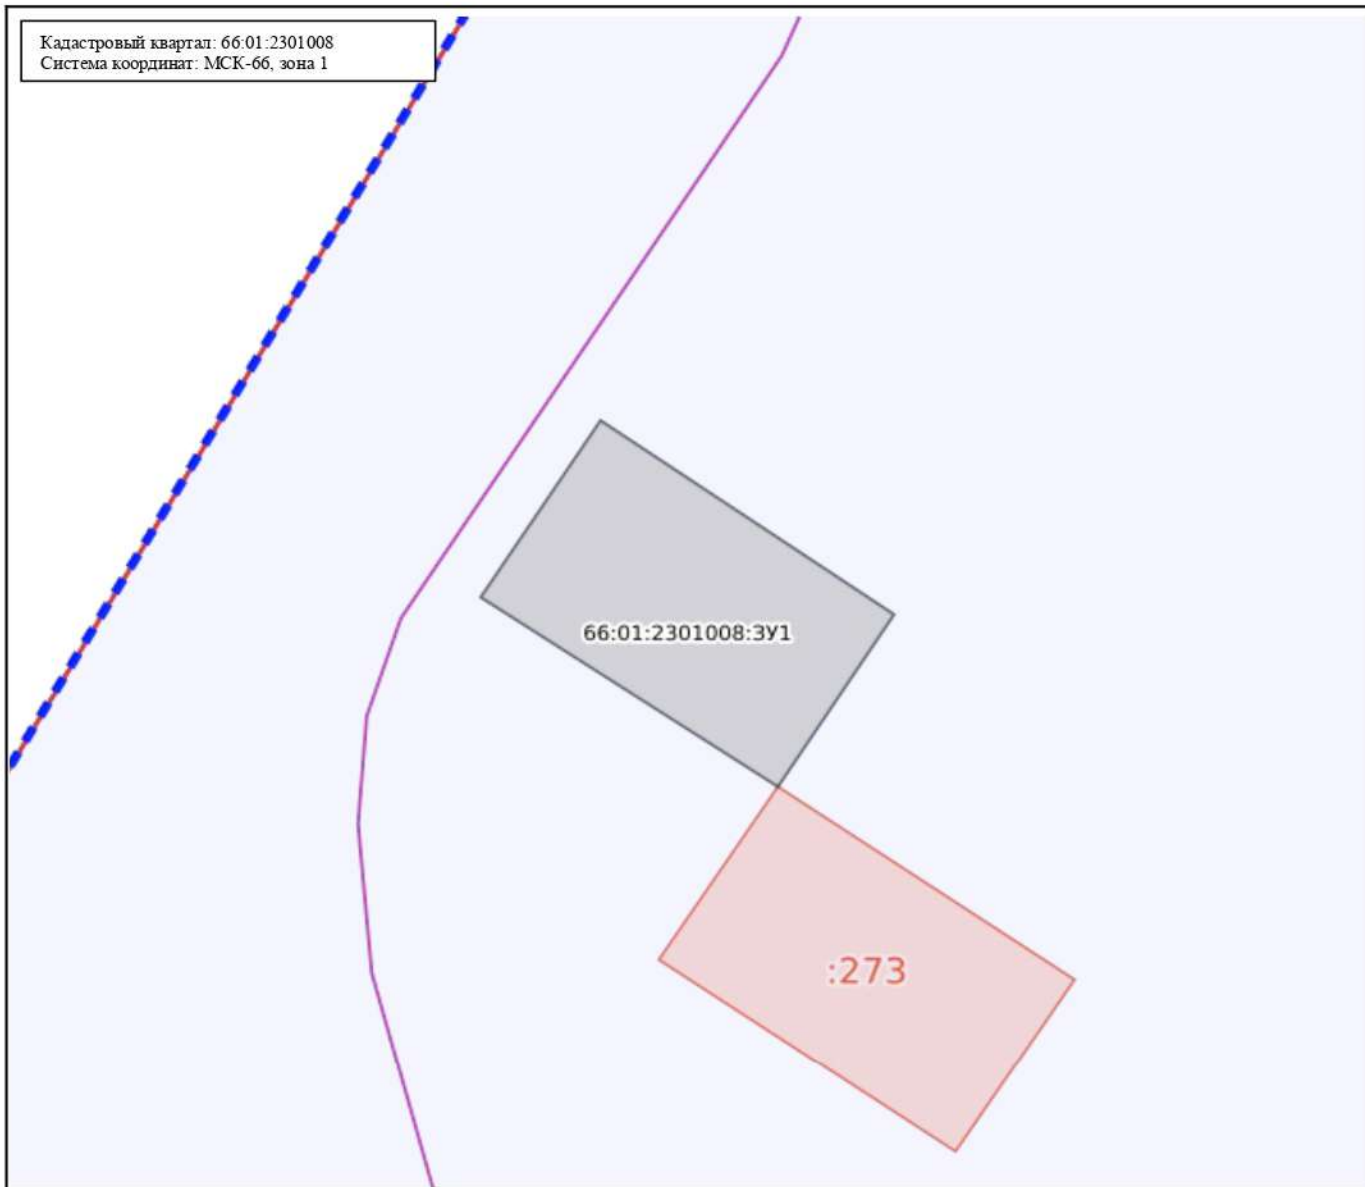 Кадастровый квартал: 66:01:2301008
Система координат: МСК-66, зона 1
66:01:2301008:ЗУ1
:273